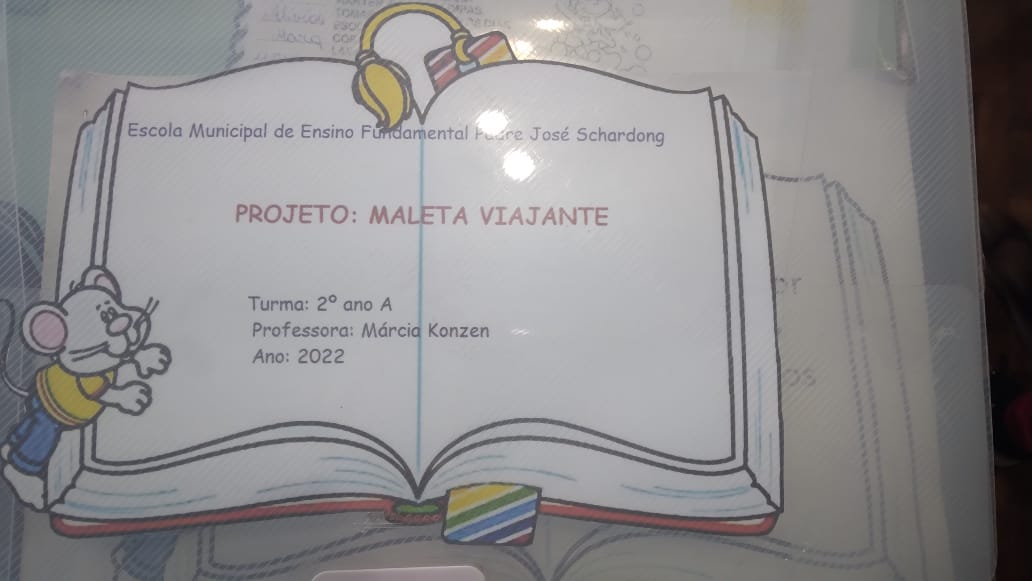 Escola Municipal de Ensino Fundamental Padre José Schardong
PROJETO: MALETA VIAJANTE
Turma: 2º ano A
Professora: Márcia Konzen
Ano: 2022